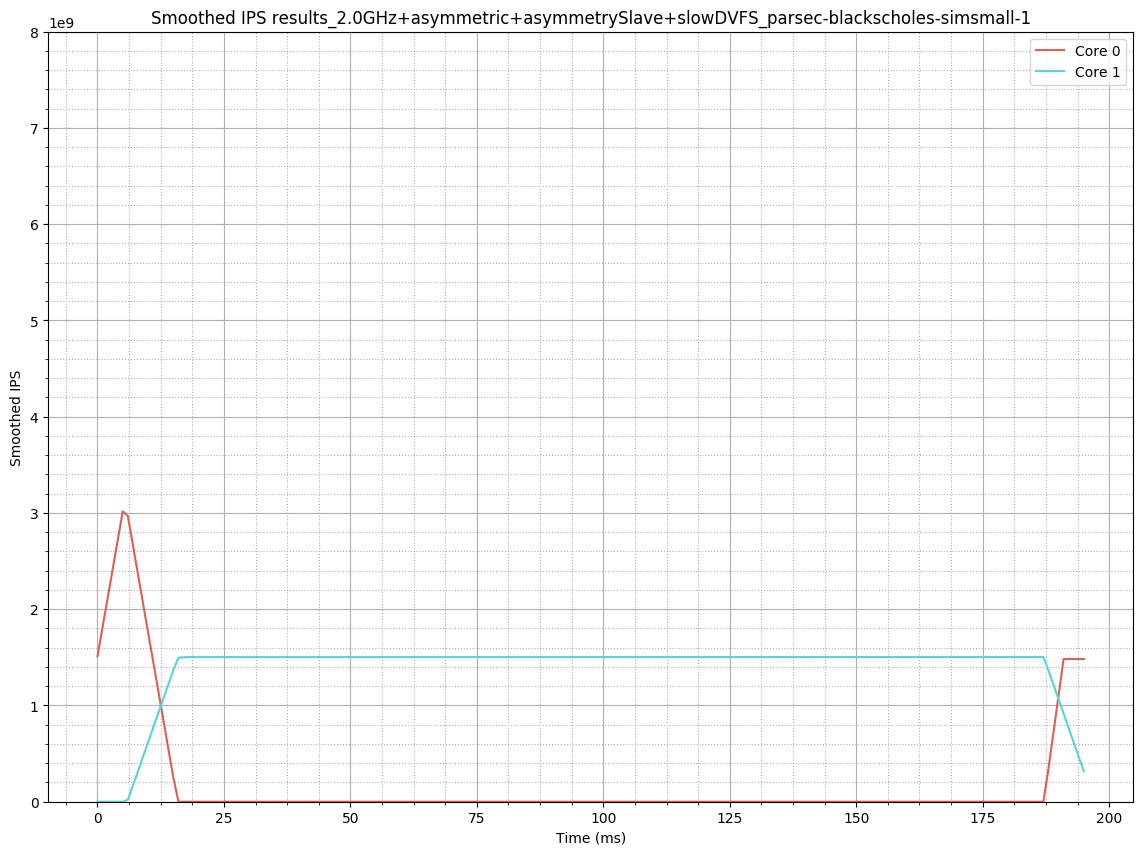 Smoothed IPS results_2.0GHz+asymmetric+asymmetrySlave+slowDVFS_parsec-blackscholes-simsmall-1
1e9
Core 0
Core 1
8
7
6
5
4
3
2
1
0
Smoothed IPS
0 25 50 75 100 125 150 175 200
Time (ms)